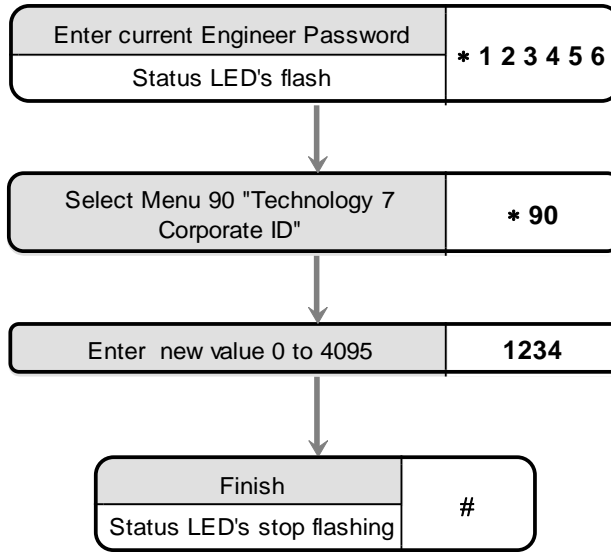 Enter current Engineer Password
* 1 2 3 4 5 6
Status LED's flash
Select Menu 90 "Technology 7
Corporate ID"
* 90
Enter new value 0 to 4095
1234
Finish
#
Status LED's stop flashing